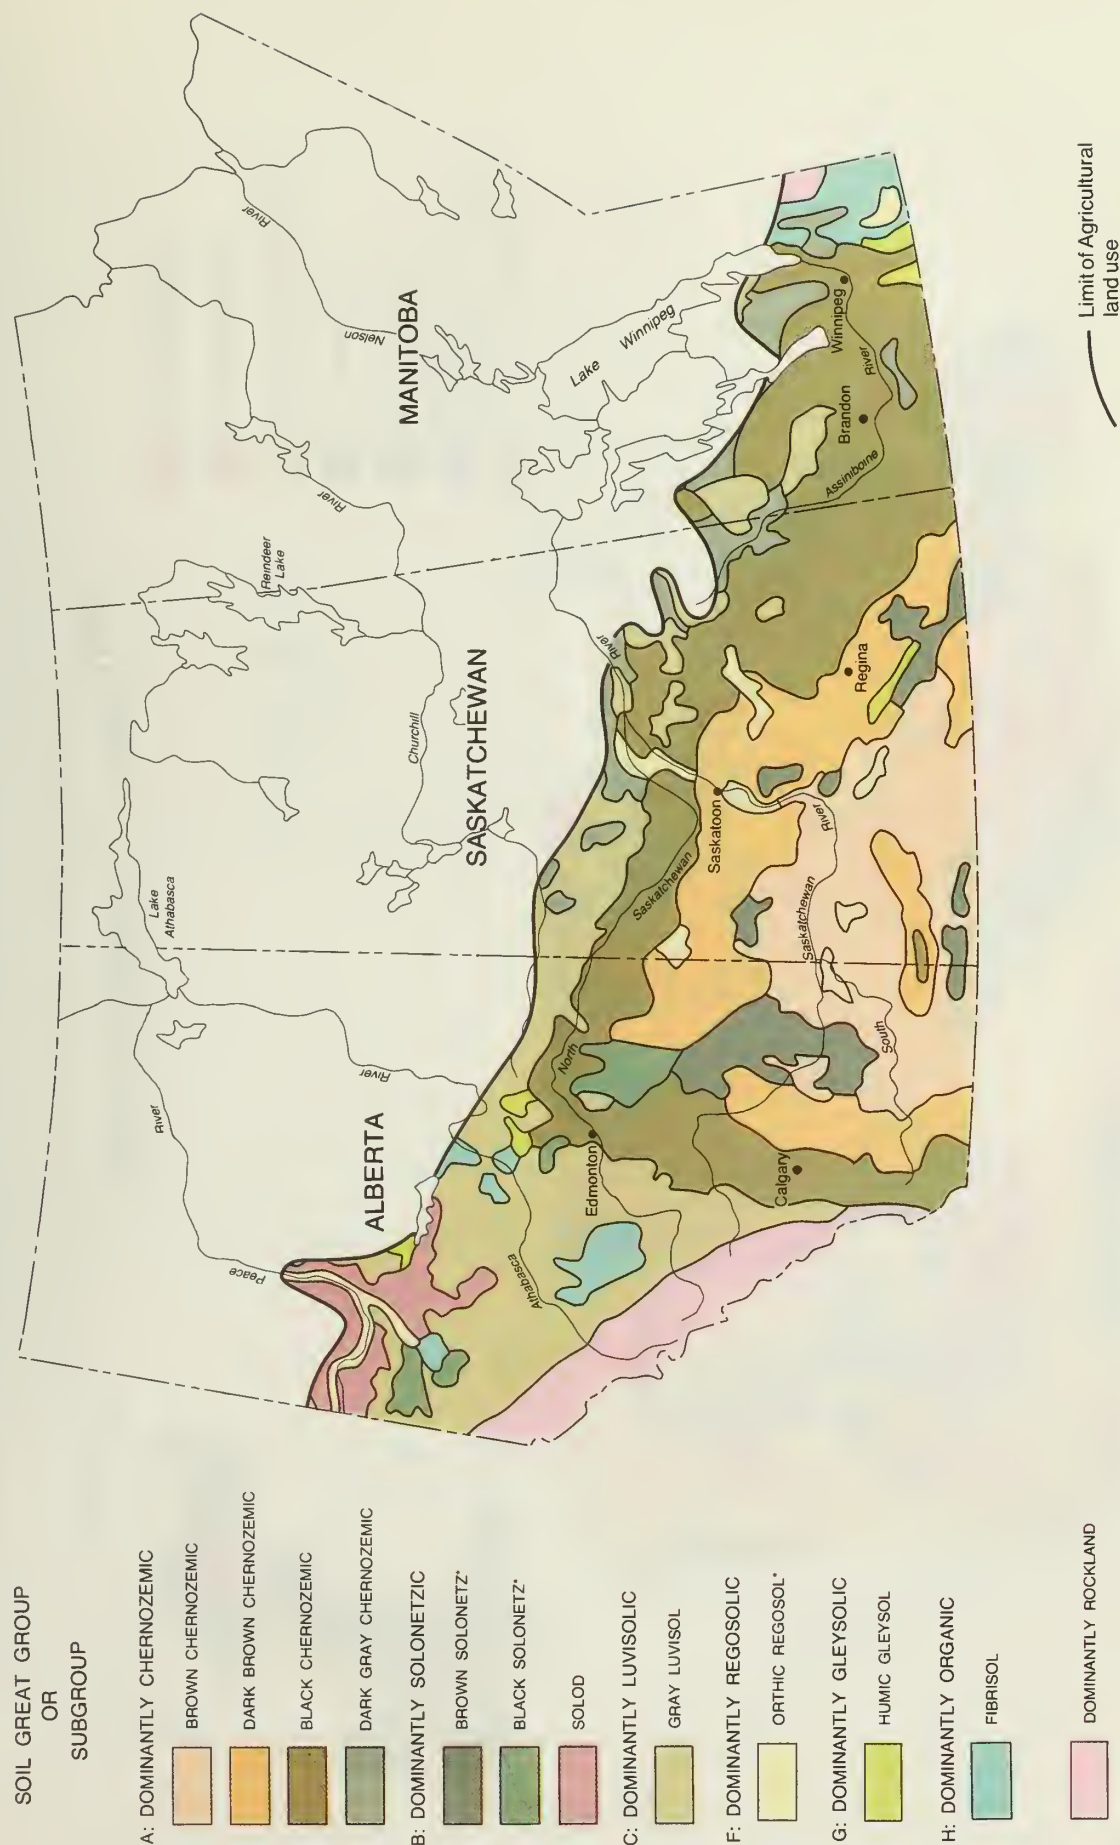 SOIL GREAT GROUP
OR
SUBGROUP
A: DOMINANTLY CHERNOZEMIC
BROWN CHERNOZEMIC
DARK BROWN CHERNOZEMIC
BLACK CHERNOZEMIC
DARK GRAY CHERNOZEMIC
B: DOMINANTLY SOLONETZIC
BROWN SOLONETZ*
BLACK SOLONETZ*
SOLOD
C: DOMINANTLY LUVISOLIC
GRAY LUVISOL
F: DOMINANTLY REGOSOLIC
ORTHIC REGOSOL*
G: DOMINANTLY GLEYSOLIC
HUMIC GLEYSOL
H: DOMINANTLY ORGANIC
FIBRISOL
DOMINANTLY ROCKLAND
ALBERTA
Peace
River
River
Athabasca
Edmonton
North
Calgary
South
Lake
Athabasca
SASKATCHEWAN
Churchill
Reindeer
Lake
River
River
Saskatchewan
Saskatoon
Saskatchewan
River
Regina
MANITOBA
Nelson
River
Lake
Winnipeg
Assiniboine
River
Brandon
Winnipeg
Limit of Agricultural
land use